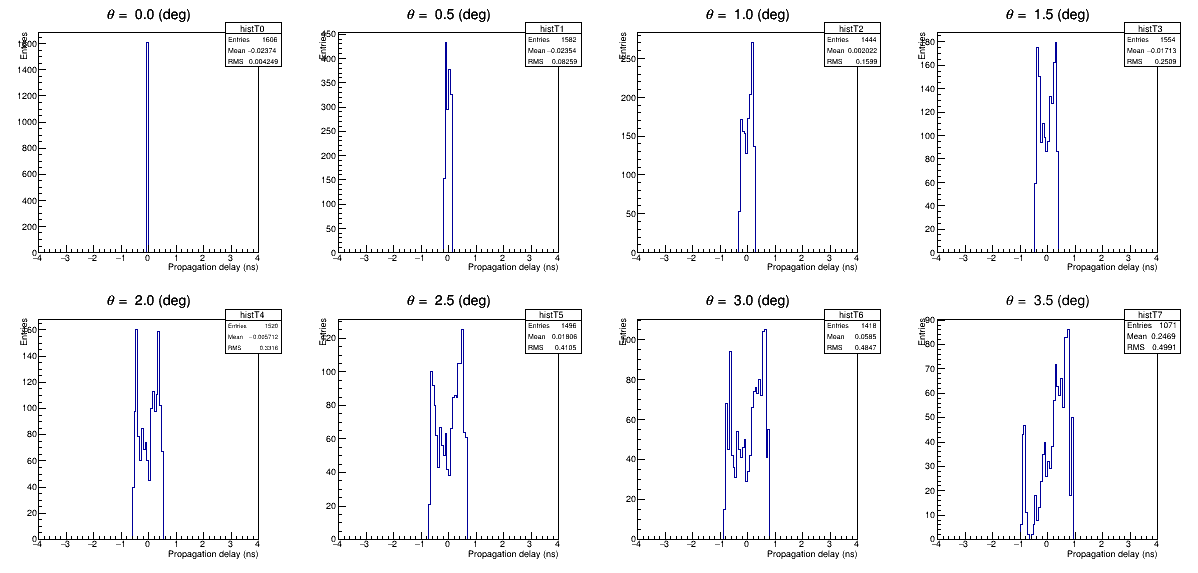 θ = 0.0 (deg)
histT0
Entries 1606
Mean −0.02374
RMS 0.004249
Entries
1600
1400
1200
1000
800
600
400
200
0
−4 −3 −2 −1 0 1 2 3 4
Propagation delay (ns)
θ = 0.5 (deg)
histT1
Entries 1582
Mean −0.02354
RMS 0.08259
Entries
450
400
350
300
250
200
150
100
50
0
−4 −3 −2 −1 0 1 2 3 4
Propagation delay (ns)
θ = 1.0 (deg)
histT2
Entries 1444
Mean 0.002022
RMS 0.1599
Entries
250
200
150
100
50
0
−4 −3 −2 −1 0 1 2 3 4
Propagation delay (ns)
θ = 1.5 (deg)
histT3
Entries 1554
Mean −0.01713
RMS 0.2509
Entries
180
160
140
120
100
80
60
40
20
0
−4 −3 −2 −1 0 1 2 3 4
Propagation delay (ns)
θ = 2.0 (deg)
histT4
Entries 1520
Mean −0.005712
RMS 0.3316
Entries
160
140
120
100
80
60
40
20
0
−4 −3 −2 −1 0 1 2 3 4
Propagation delay (ns)
θ = 2.5 (deg)
histT5
Entries 1496
Mean 0.01906
RMS 0.4105
Entries
120
100
80
60
40
20
0
−4 −3 −2 −1 0 1 2 3 4
Propagation delay (ns)
θ = 3.0 (deg)
histT6
Entries 1418
Mean 0.0585
RMS 0.4847
Entries
100
80
60
40
20
0
−4 −3 −2 −1 0 1 2 3 4
Propagation delay (ns)
θ = 3.5 (deg)
histT7
Entries 1071
Mean 0.2469
RMS 0.4991
Entries
90
80
70
60
50
40
30
20
10
0
−4 −3 −2 −1 0 1 2 3 4
Propagation delay (ns)